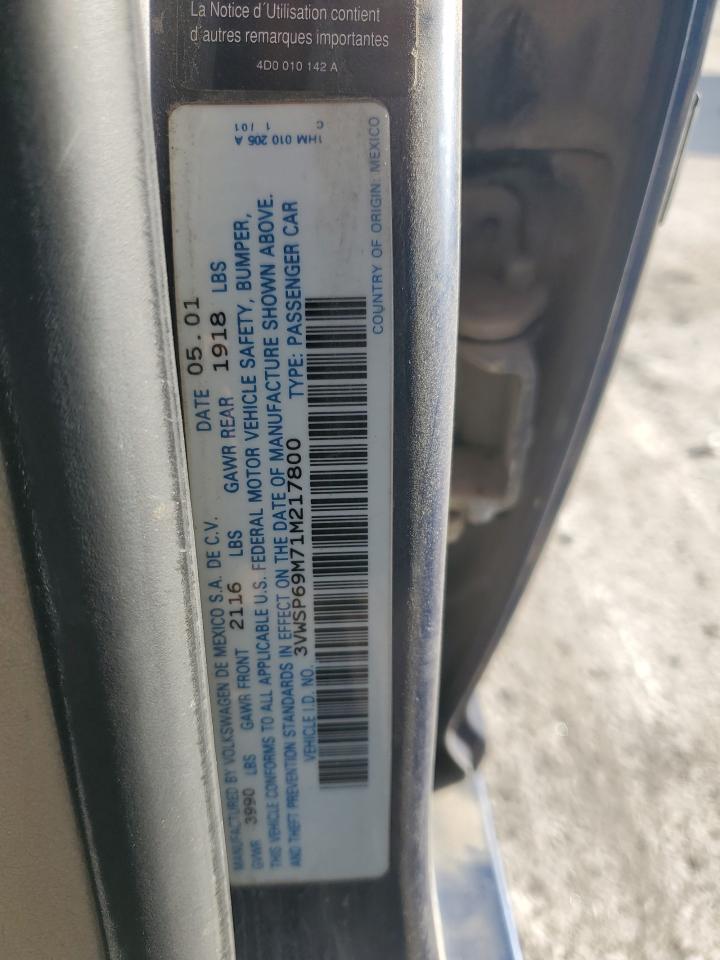 La Notice d'Utilisation contient
d'autres remarques importantes
4D0 010 142 A
MANUFACTURED BY VOLKSWAGEN DE MEXICO S.A. DE C.V. DATE 05.01
GVWR 3990 LBS GAWR FRONT 2116 LBS GAWR REAR 1918 LBS
THIS VEHICLE CONFORMS TO ALL APPLICABLE U.S. FEDERAL MOTOR VEHICLE SAFETY, BUMPER,
AND THEFT PREVENTION STANDARDS IN EFFECT ON THE DATE OF MANUFACTURE SHOWN ABOVE.
VEHICLE I.D. NO. 3VWSP69M71M217800 TYPE: PASSENGER CAR
COUNTRY OF ORIGIN: MEXICO
1HM 010 205 A
C 1/01